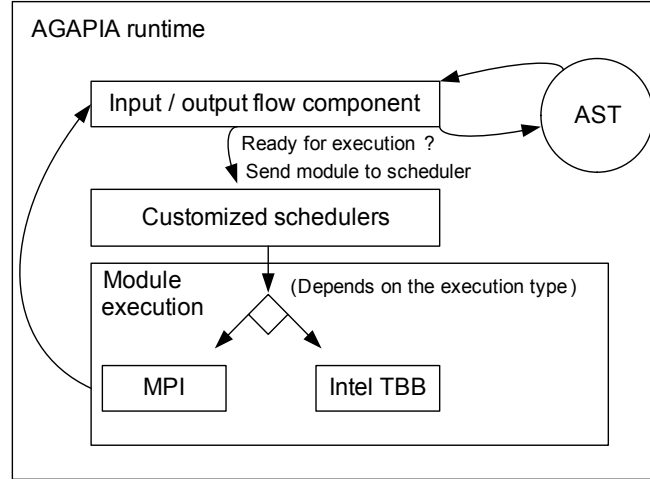 AGAPIA runtime
Input / output flow component
AST
Ready for execution ?
Send module to scheduler
Customized schedulers
Module
execution
(Depends on the execution type)
MPI
Intel TBB